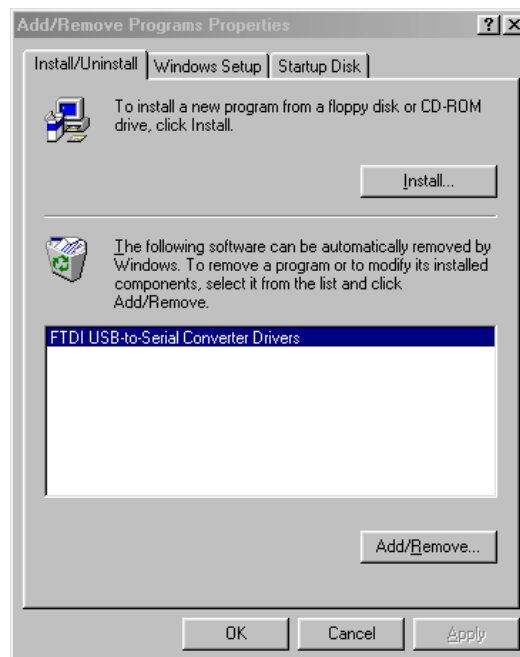 Add/Remove Programs Properties
Install/Uninstall Windows Setup Startup Disk
To install a new program from a floppy disk or CD-ROM
drive, click Install.
Install...
The following software can be automatically removed by
Windows. To remove a program or to modify its installed
components, select it from the list and click
Add/Remove.
FTDI USB-to-Serial Converter Drivers
Add/Remove...
OK Cancel Apply